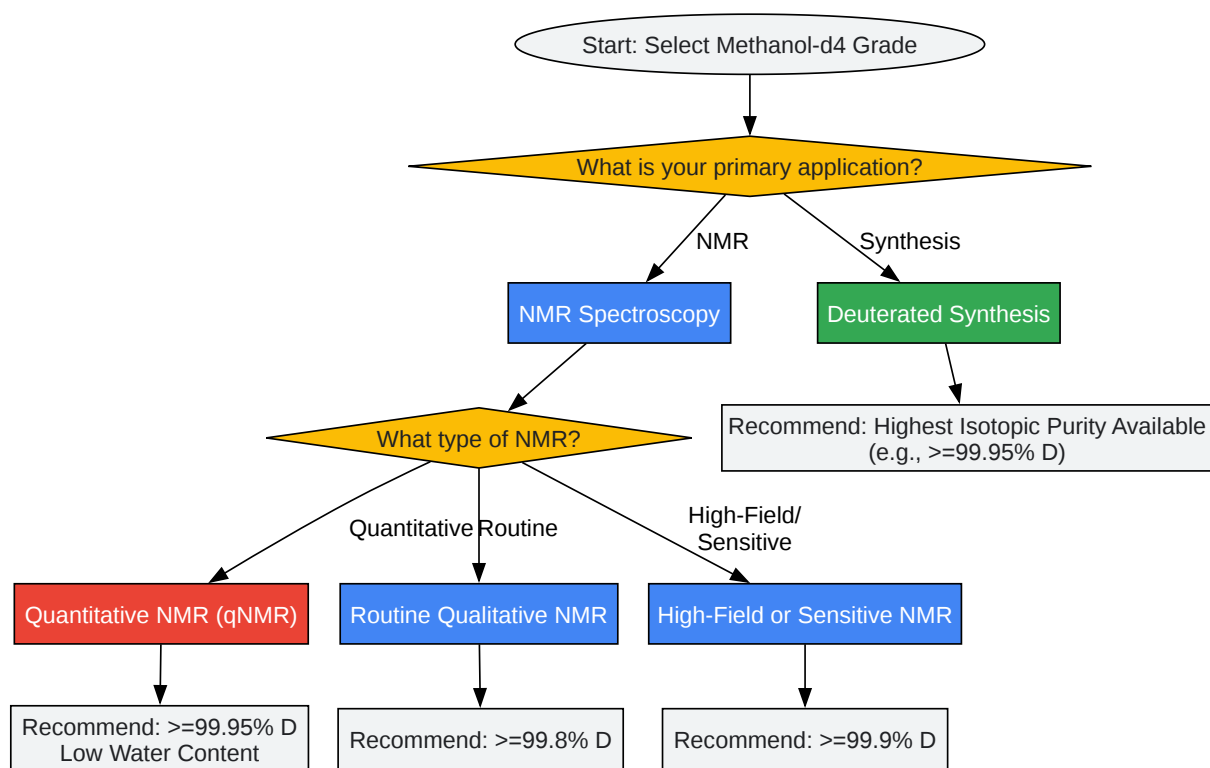 Start: Select Methanol-d4 Grade
What is your primary application?
NMR
Synthesis
NMR Spectroscopy
Deuterated Synthesis
What type of NMR?
Recommend: Highest Isotopic Purity Available
(e.g., >=99.95% D)
Quantitative
Routine
High-Field/
Sensitive
Quantitative NMR (qNMR)
Routine Qualitative NMR
High-Field or Sensitive NMR
Recommend: >=99.95% D
Low Water Content
Recommend: >=99.8% D
Recommend: >=99.9% D